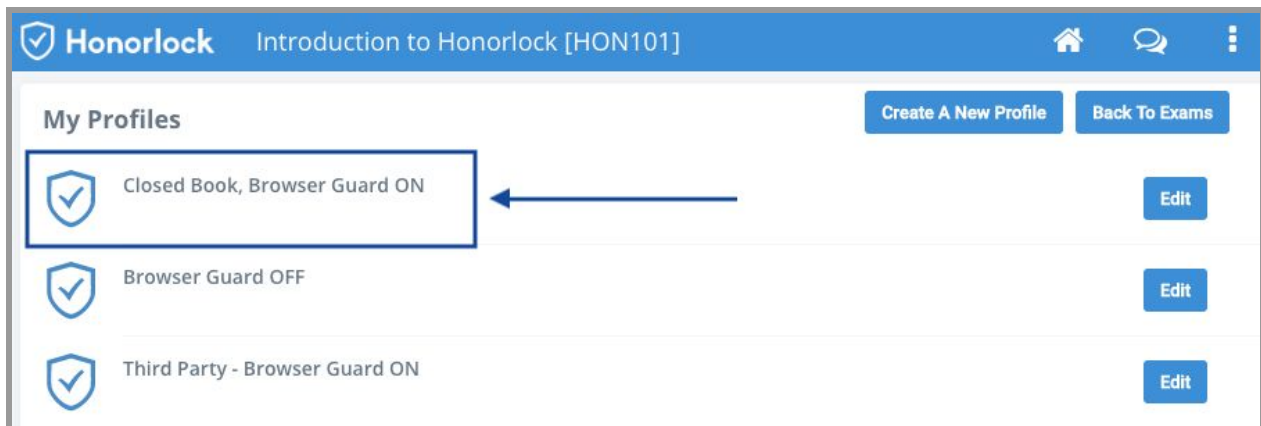 Honorlock Introduction to Honorlock [HON101]
My Profiles Create A New Profile Back To Exams
Closed Book, Browser Guard ON Edit
Browser Guard OFF Edit
Third Party - Browser Guard ON Edit